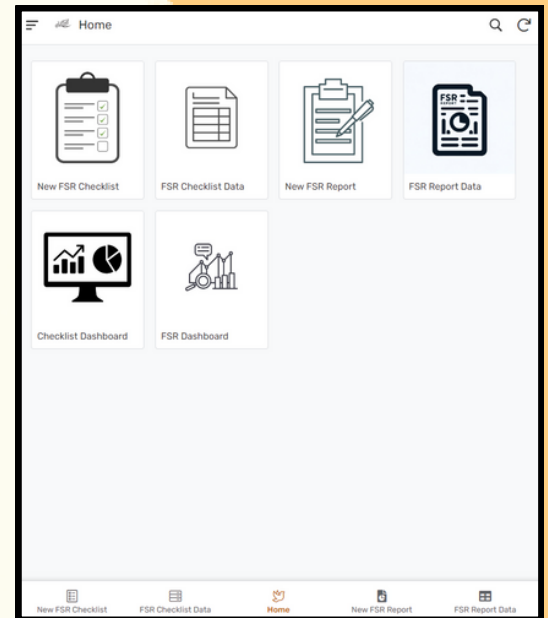 Home
New FSR Checklist
FSR Checklist Data
New FSR Report
FSR
REPORT
FSR Report Data
Checklist Dashboard
FSR Dashboard
New FSR Checklist
FSR Checklist Data
Home
New FSR Report
FSR Report Data